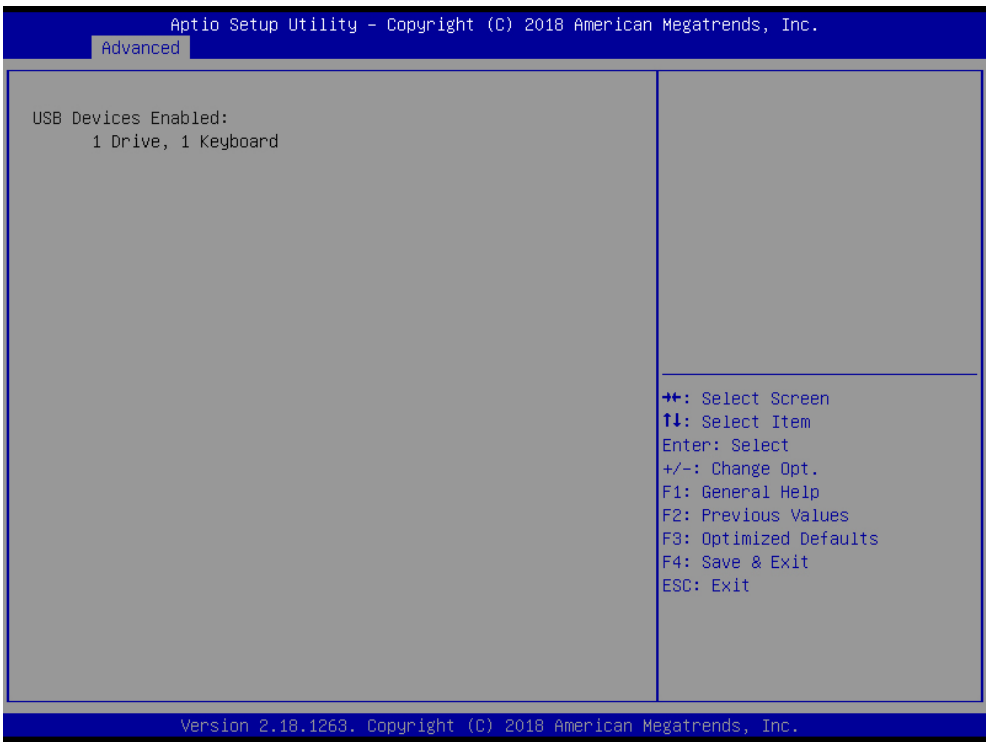 Aptio Setup Utility – Copyright (C) 2018 American Megatrends, Inc.
Advanced
USB Devices Enabled:
1 Drive, 1 Keyboard
→←: Select Screen
↑↓: Select Item
Enter: Select
+/-: Change Opt.
F1: General Help
F2: Previous Values
F3: Optimized Defaults
F4: Save & Exit
ESC: Exit
Version 2.18.1263. Copyright (C) 2018 American Megatrends, Inc.